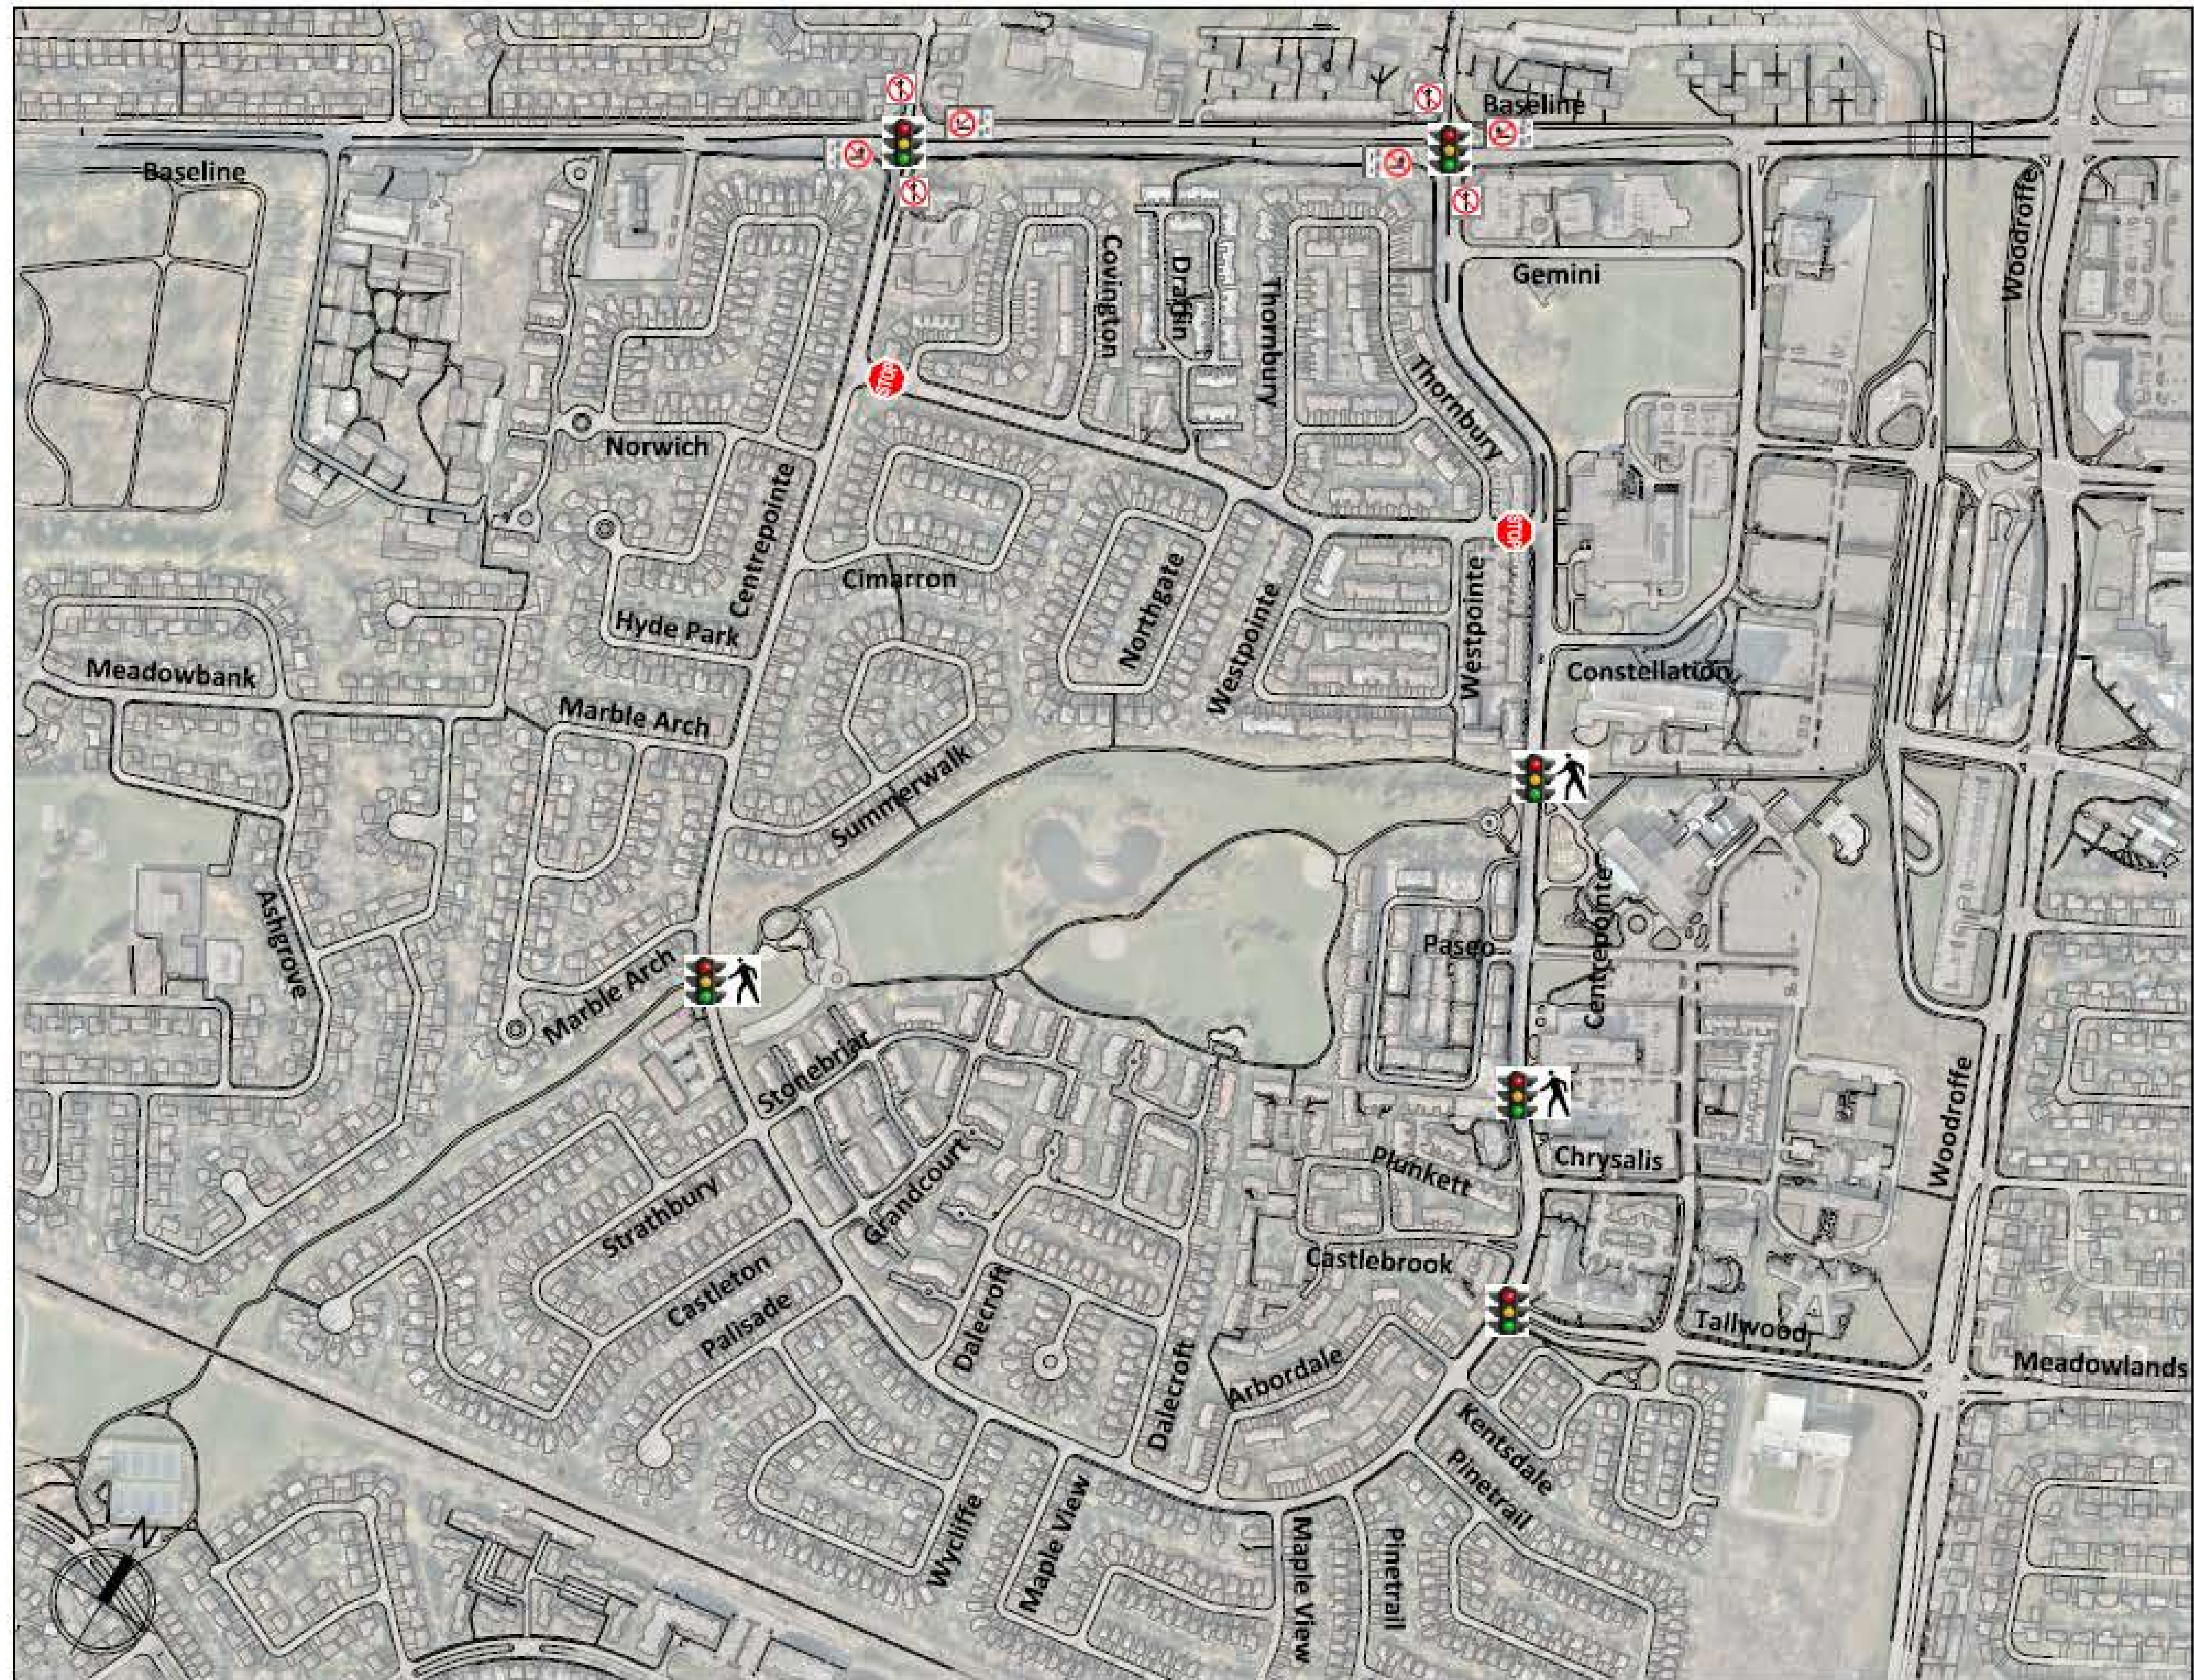 Baseline
Baseline
Woodroffe
Covington
Thornbury
Gemini
Thornbury
STOP
Norwich
Centrepointe
STOP
Cimarron
Northgate
Westpointe
Westpointe
Hyde Park
Meadowbank
Constellation
Marble Arch
Summerwalk
Ashgrove
Marble Arch
Paseo
Centrepointe
Stonebriar
Woodroffe
Plunkett
Chrysalis
Strathbury
Grandcourt
Castlebrook
Castleton
Palisade
Dalecroft
Tallwood
Meadowlands
Arbordale
Dalecroft
Kentsdale
Pinetrail
Wycliffe
Maple View
Maple View
Pinetrail
N